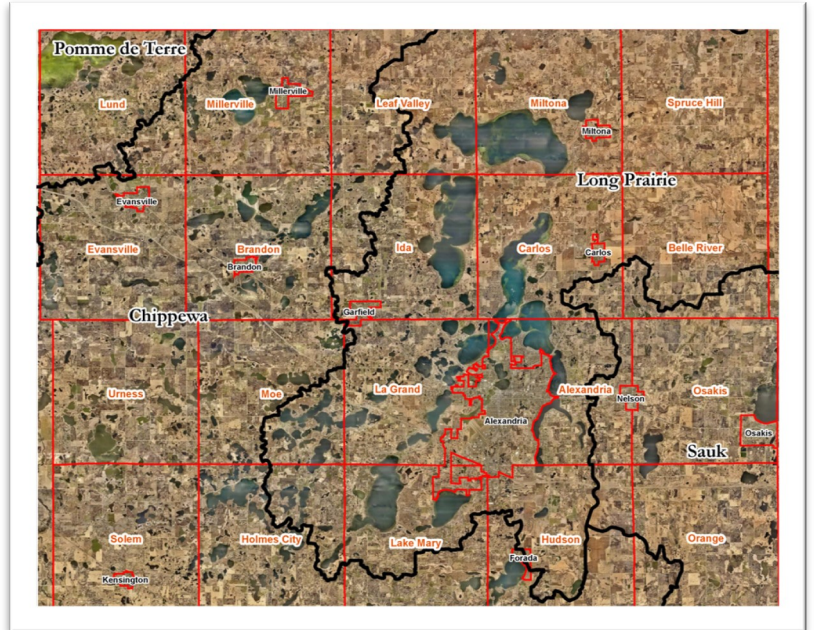 Pomme de Terre
Lund
Millerville
Millerville
Leaf Valley
Miltona
Spruce Hill
Miltona
Long Prairie
Evansville
Evansville
Brandon
Brandon
Ida
Carlos
Carlos
Belle River
Chippewa
Garfield
Urness
Moe
La Grand
Alexandria
Nelson
Osakis
Alexandria
Osakis
Sauk
Solem
Holmes City
Lake Mary
Hudson
Orange
Forada
Kensington